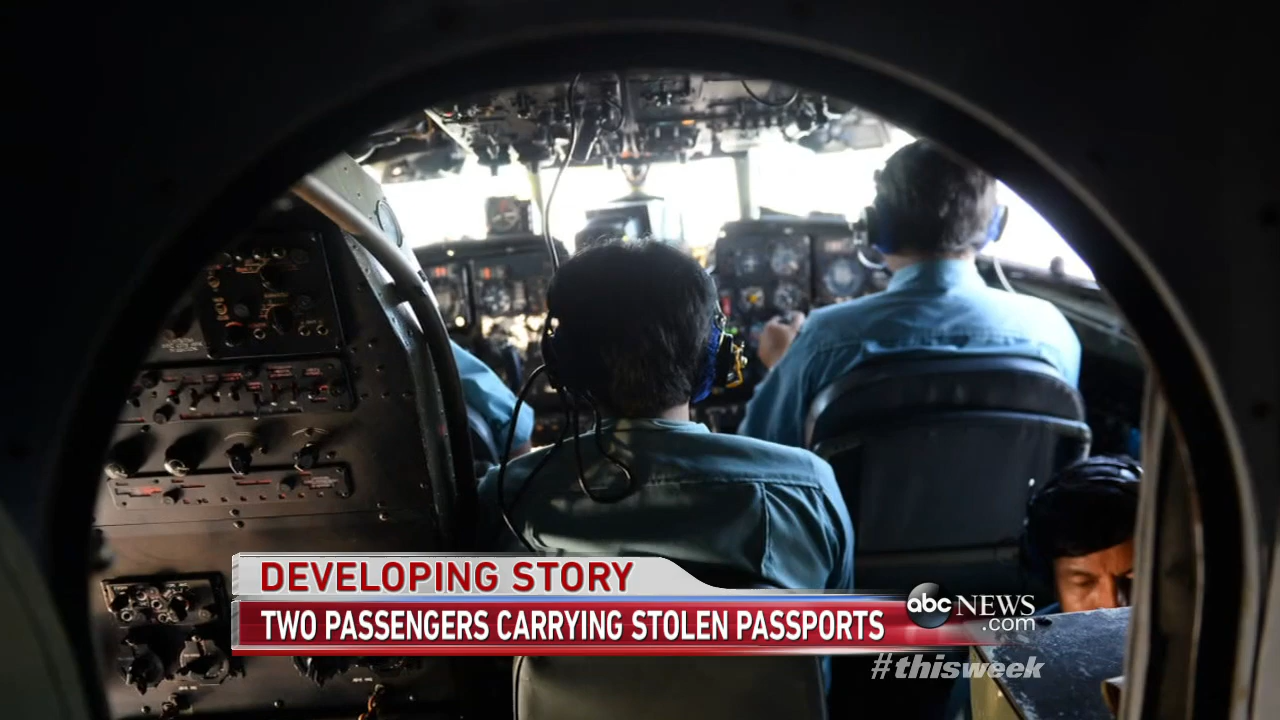 DEVELOPING STORY
TWO PASSENGERS CARRYING STOLEN PASSPORTS
abc NEWS
.com
#thisweek